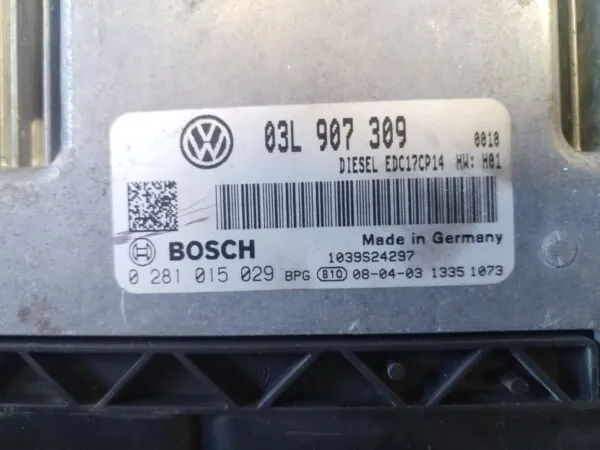 03L 907 309 0010
DIESEL EDC17CP14 HW: H01
BOSCH Made in Germany
1039S24297
0 281 015 029 BPG 810 08-04-03 1335 1073